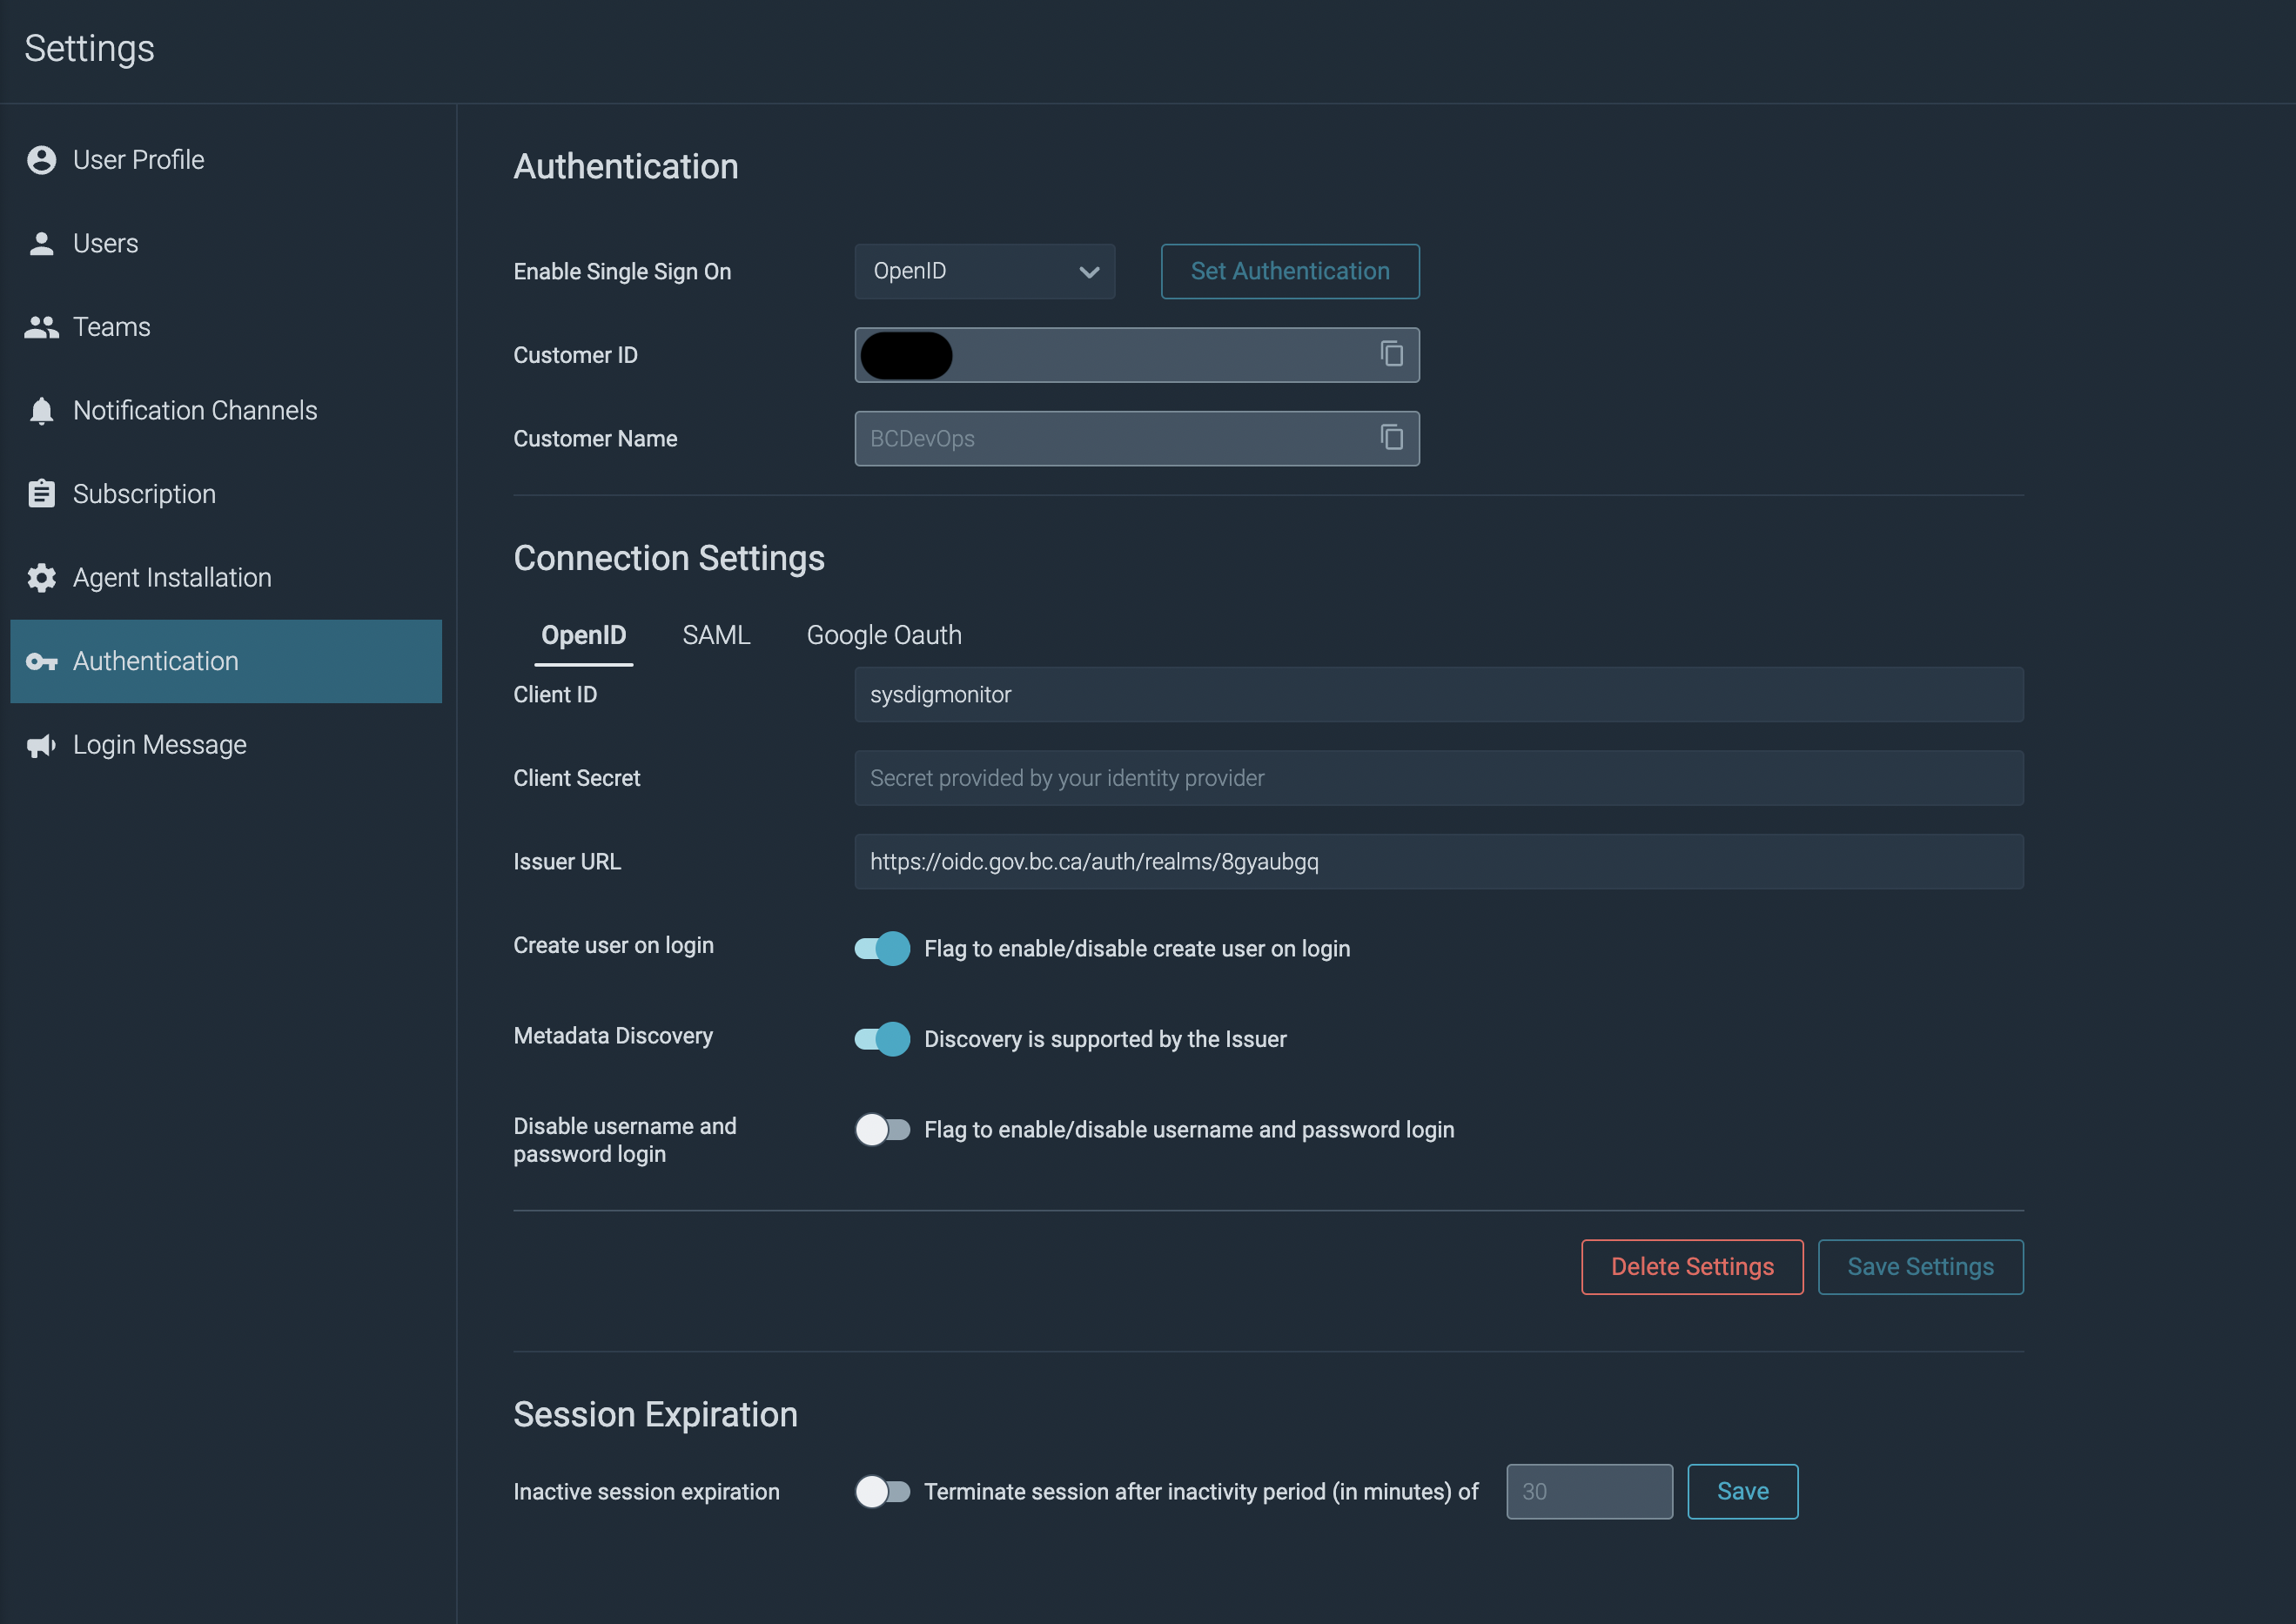 Settings
User Profile
Users
Teams
Notification Channels
Subscription
Agent Installation
Authentication
Login Message
Authentication
Enable Single Sign On
OpenID
Set Authentication
Customer ID
Customer Name
BCDevOps
Connection Settings
OpenID SAML Google Oauth
Client ID
sysdigmonitor
Client Secret
Secret provided by your identity provider
Issuer URL
https://oidc.gov.bc.ca/auth/realms/8gyaubgq
Create user on login
Flag to enable/disable create user on login
Metadata Discovery
Discovery is supported by the Issuer
Disable username and
password login
Flag to enable/disable username and password login
Delete Settings
Save Settings
Session Expiration
Inactive session expiration
Terminate session after inactivity period (in minutes) of
30
Save